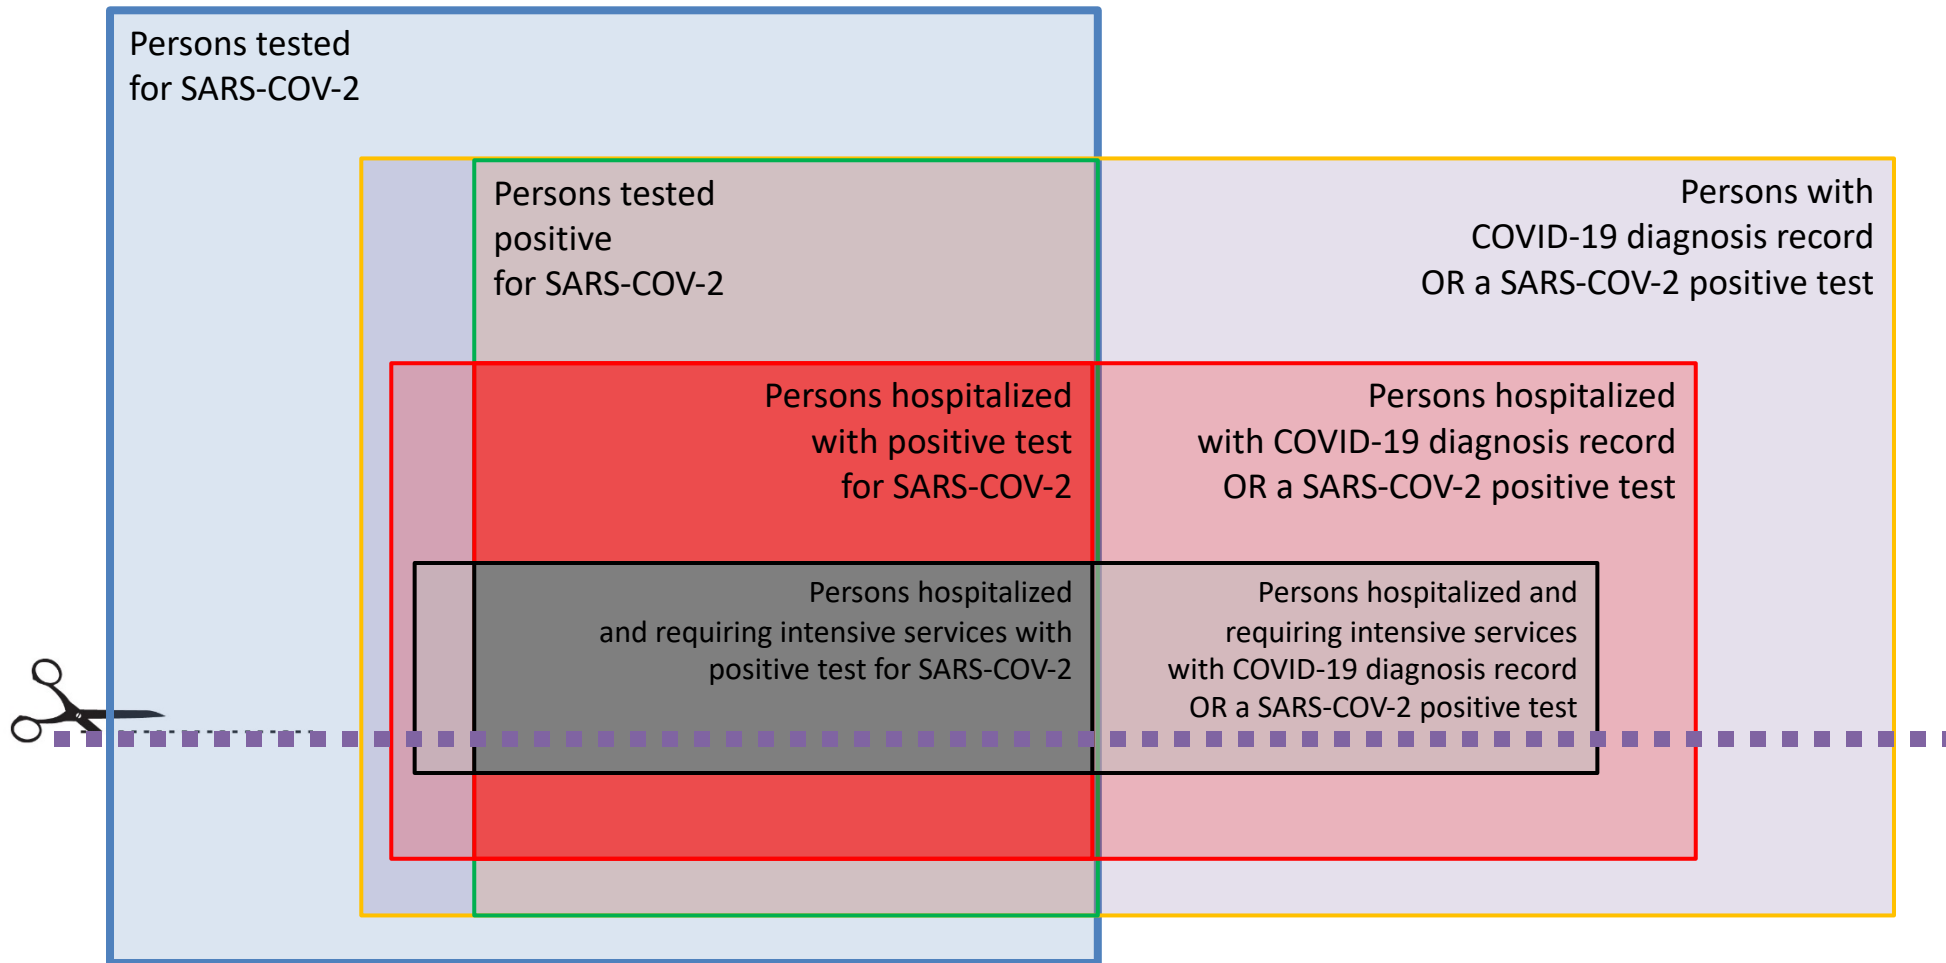 Persons tested
for SARS-COV-2
Persons tested
positive
for SARS-COV-2
Persons with
COVID-19 diagnosis record
OR a SARS-COV-2 positive test
Persons hospitalized
with positive test
for SARS-COV-2
Persons hospitalized
with COVID-19 diagnosis record
OR a SARS-COV-2 positive test
Persons hospitalized
and requiring intensive services with
positive test for SARS-COV-2
Persons hospitalized and
requiring intensive services
with COVID-19 diagnosis record
OR a SARS-COV-2 positive test